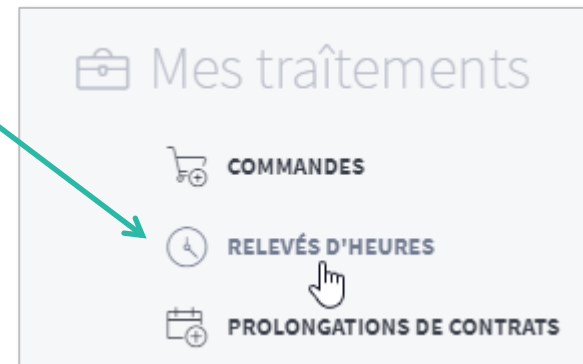 Mes traîtements
COMMANDES
RELEVÉS D'HEURES
PROLONGATIONS DE CONTRATS